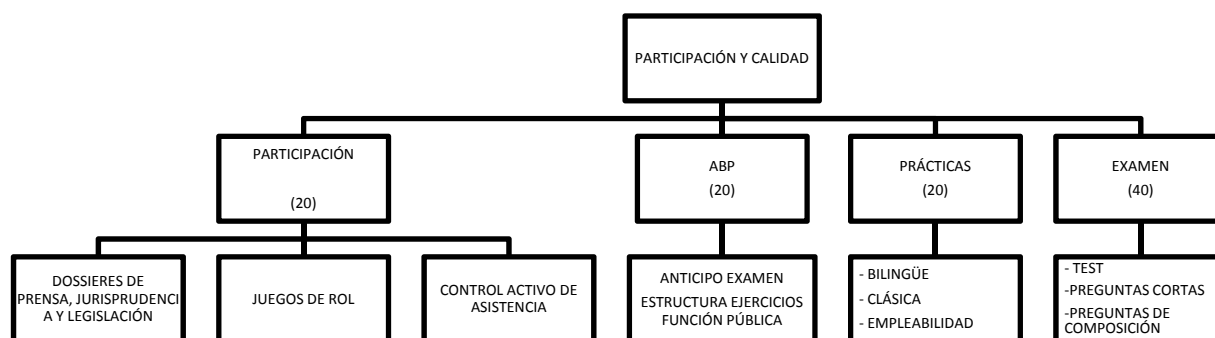 PARTICIPACIÓN Y CALIDAD
PARTICIPACIÓN
(20)
ABP
(20)
PRÁCTICAS
(20)
EXAMEN
(40)
DOSSIERES DE
PRENSA, JURISPRUDENCI
A Y LEGISLACIÓN
JUEGOS DE ROL
CONTROL ACTIVO DE
ASISTENCIA
ANTICIPO EXAMEN
ESTRUCTURA EJERCICIOS
FUNCIÓN PÚBLICA
- BILINGÜE
- CLÁSICA
- EMPLEABILIDAD
- TEST
-PREGUNTAS CORTAS
-PREGUNTAS DE
COMPOSICIÓN